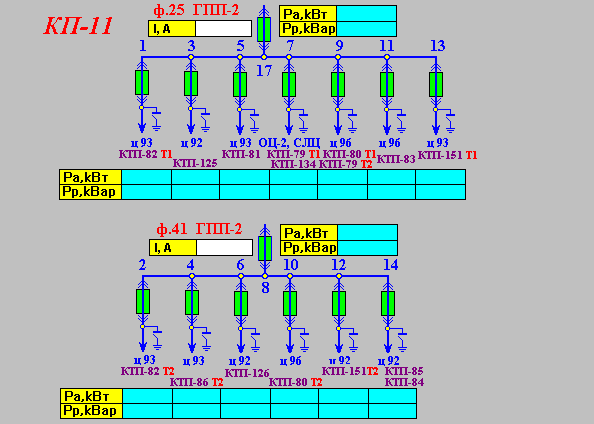 КП-11
ф.25 ГПП-2
I, А
Ра,кВт
Рр,кВар
1 3 5 7 9 11 13
17
ц 93 ц 92 ц 93 ОЦ-2, СЛЦ ц 96 ц 96 ц 93
КТП-82 Т1 КТП-125 КТП-81 КТП-79 Т1 КТП-134 КТП-80 Т1 КТП-79 Т2 КТП-83 КТП-151 Т1
Ра,кВт
Рр,кВар
ф.41 ГПП-2
I, А
Ра,кВт
Рр,кВар
2 4 6 10 12 14
8
ц 93 ц 93 ц 92 ц 96 ц 92 ц 92
КТП-82 Т2 КТП-86 Т2 КТП-126 КТП-80 Т2 КТП-151Т2 КТП-85 КТП-84
Ра,кВт
Рр,кВар